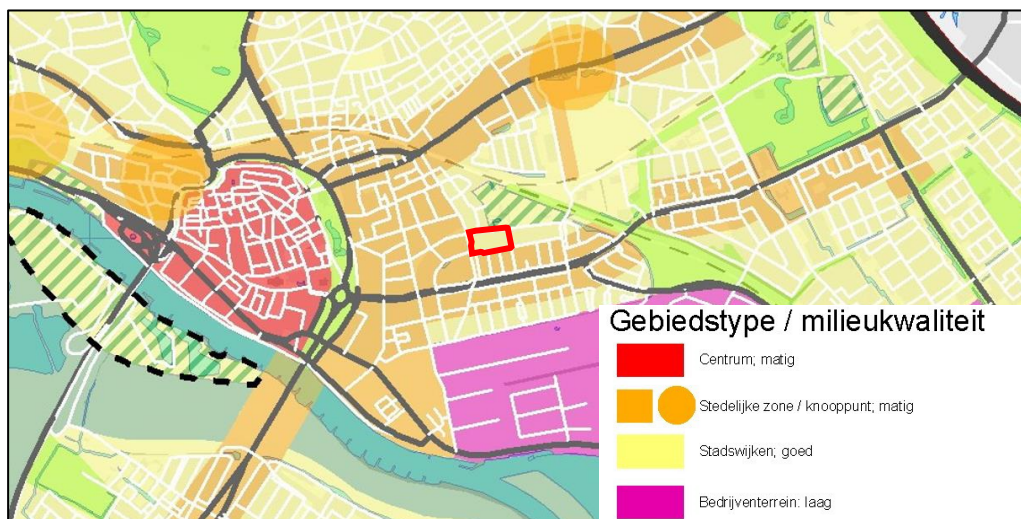 Gebiedstype / milieukwaliteit
Centrum; matig
Stedelijke zone / knooppunt; matig
Stadswijken; goed
Bedrijventerrein: laag